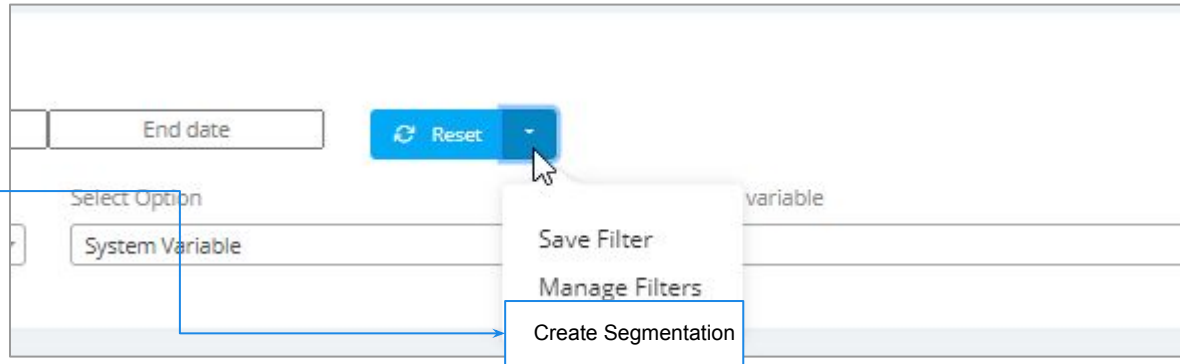 End date
Reset
Select Option
variable
System Variable
Save Filter
Manage Filters
Create Segmentation